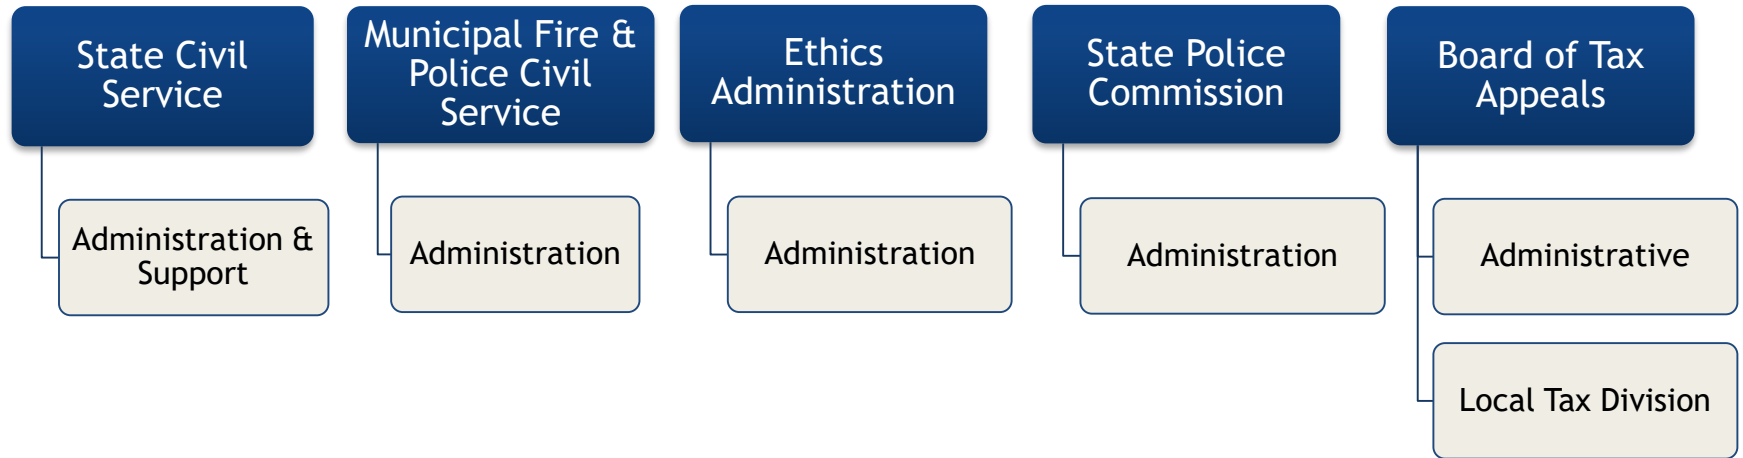 State Civil
Service
Municipal Fire &
Police Civil
Service
Ethics
Administration
State Police
Commission
Board of Tax
Appeals
Administration &
Support
Administration
Administration
Administration
Administrative
Local Tax Division